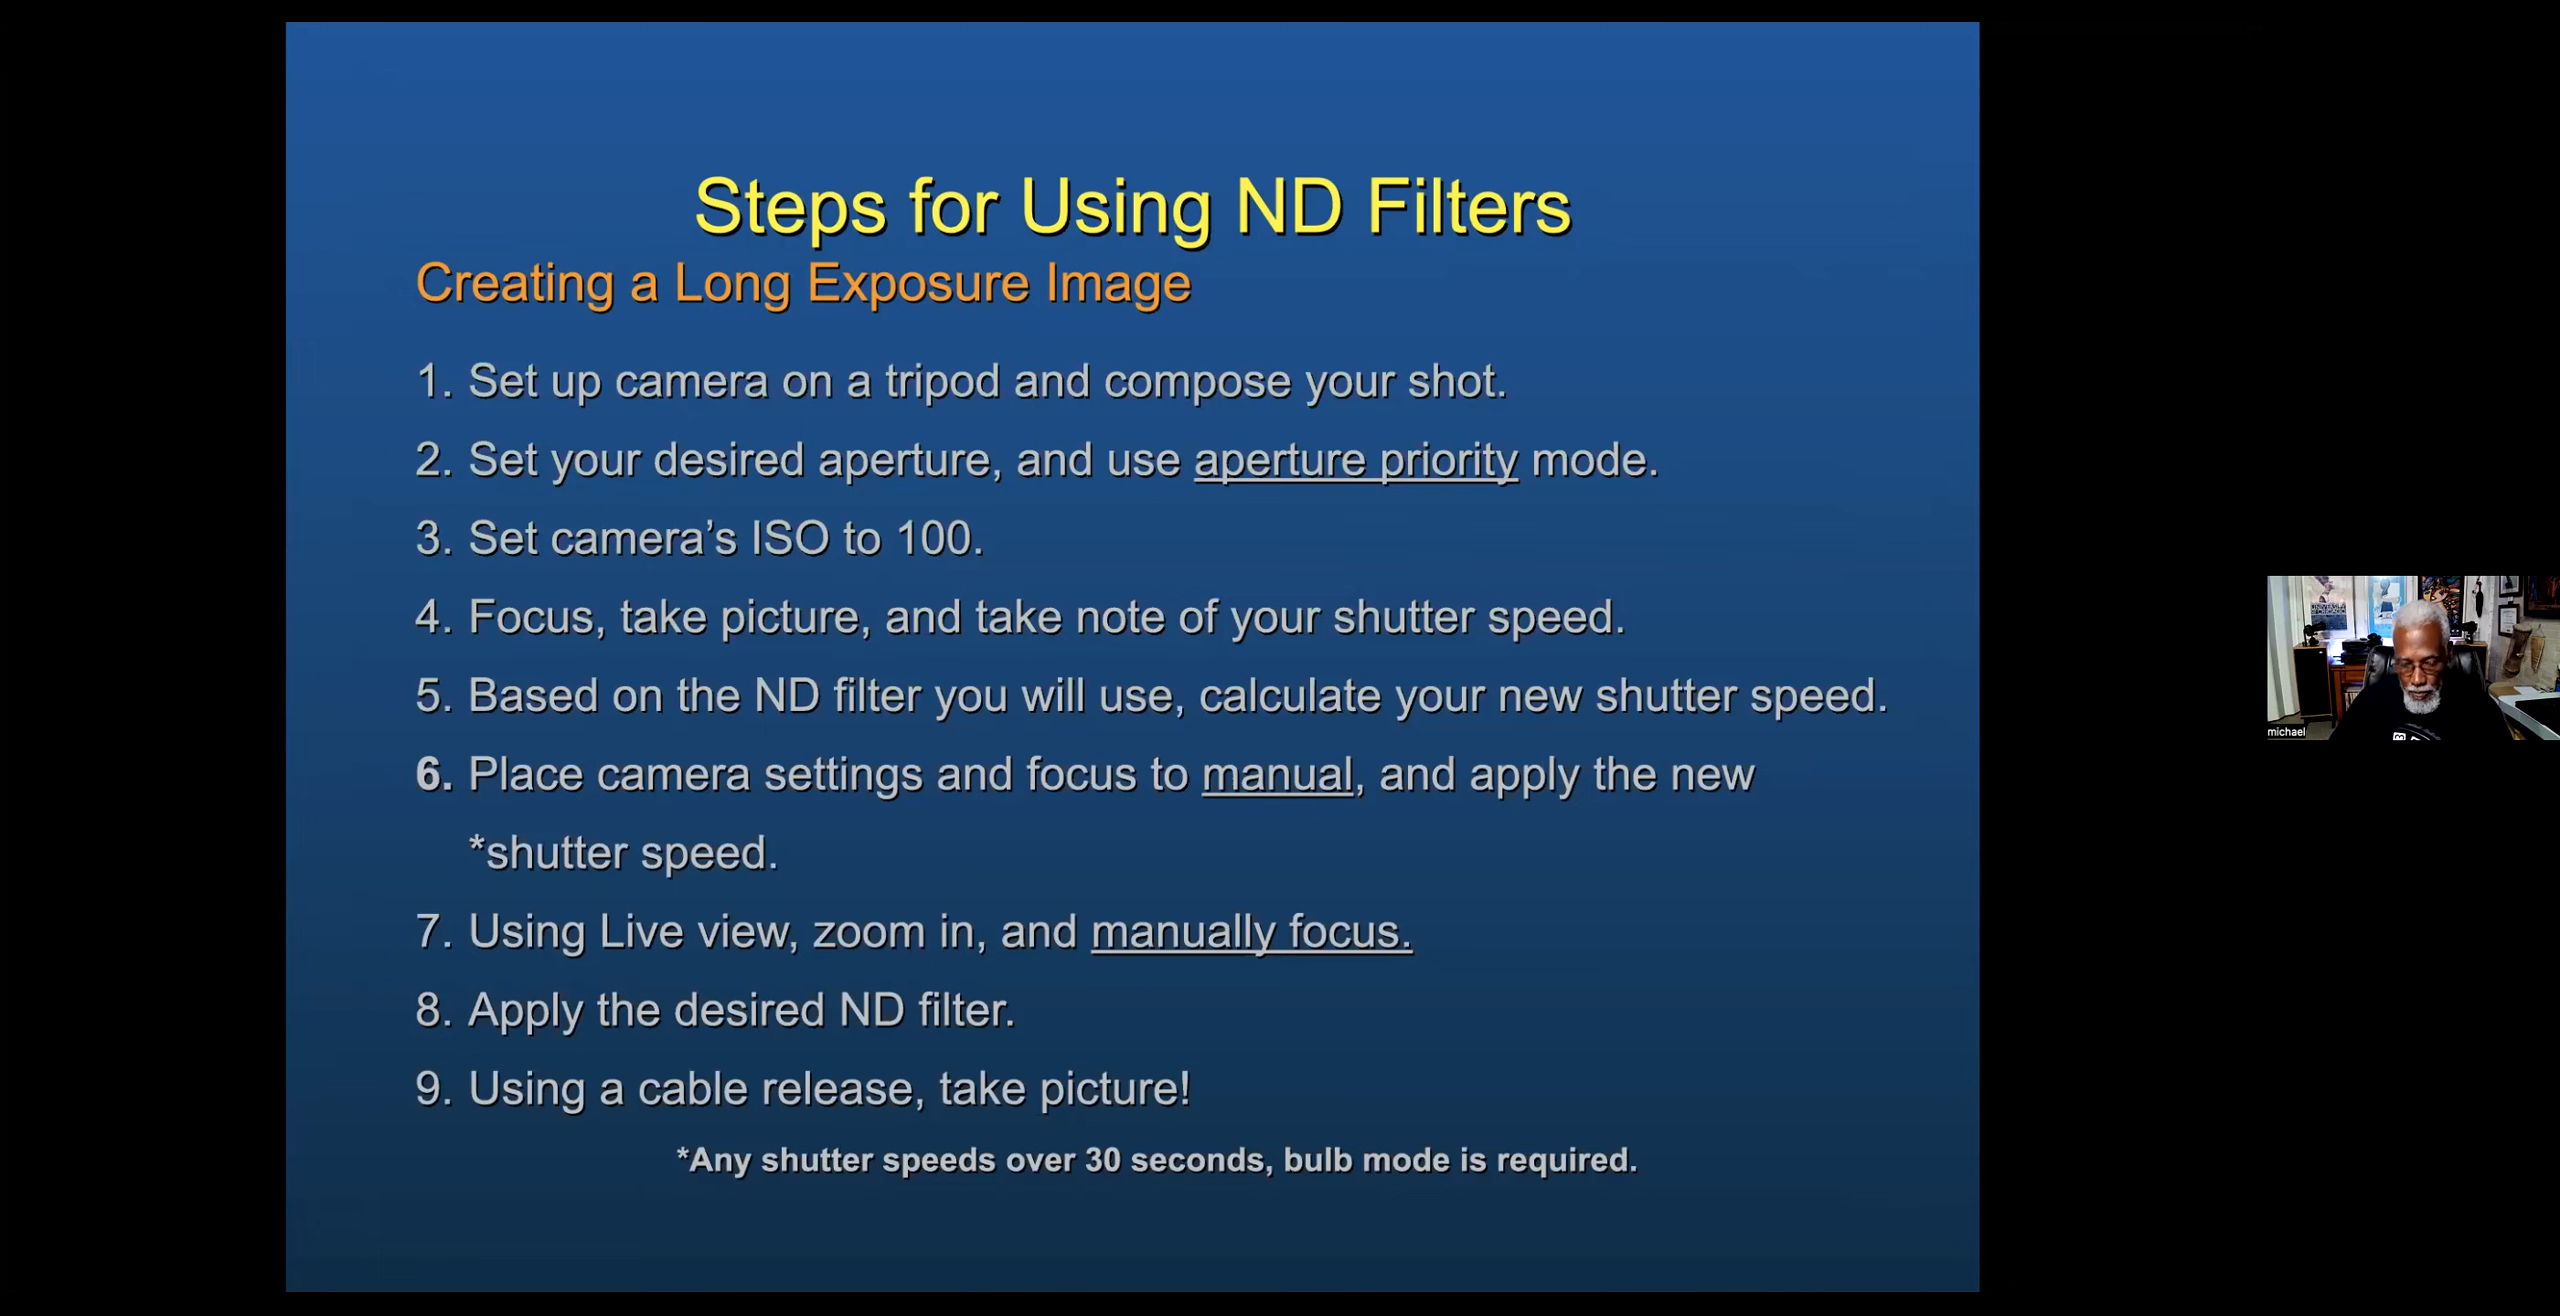 Steps for Using ND Filters
Creating a Long Exposure Image
1. Set up camera on a tripod and compose your shot.
2. Set your desired aperture, and use aperture priority mode.
3. Set camera’s ISO to 100.
4. Focus, take picture, and take note of your shutter speed.
5. Based on the ND filter you will use, calculate your new shutter speed.
6. Place camera settings and focus to manual, and apply the new
*shutter speed.
7. Using Live view, zoom in, and manually focus.
8. Apply the desired ND filter.
9. Using a cable release, take picture!
*Any shutter speeds over 30 seconds, bulb mode is required.
michael